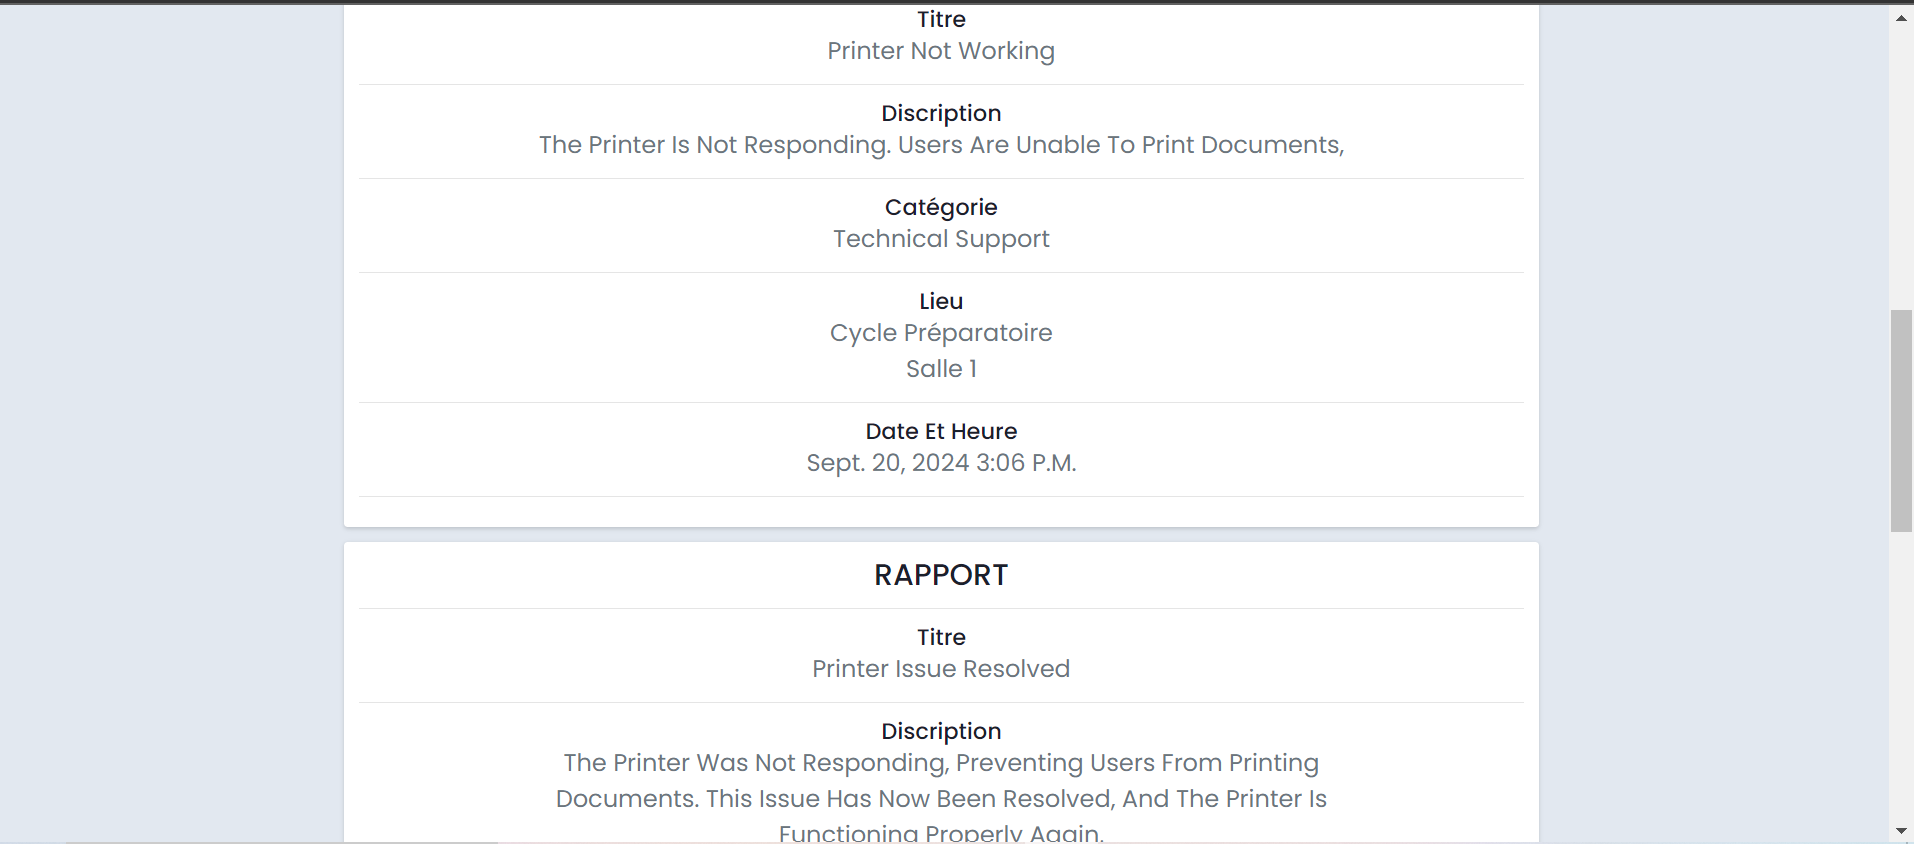 Titre
Printer Not Working
Discription
The Printer Is Not Responding. Users Are Unable To Print Documents,
Catégorie
Technical Support
Lieu
Cycle Préparatoire
Salle 1
Date Et Heure
Sept. 20, 2024 3:06 P.M.
RAPPORT
Titre
Printer Issue Resolved
Discription
The Printer Was Not Responding, Preventing Users From Printing
Documents. This Issue Has Now Been Resolved, And The Printer Is
Functioning Properly Again.